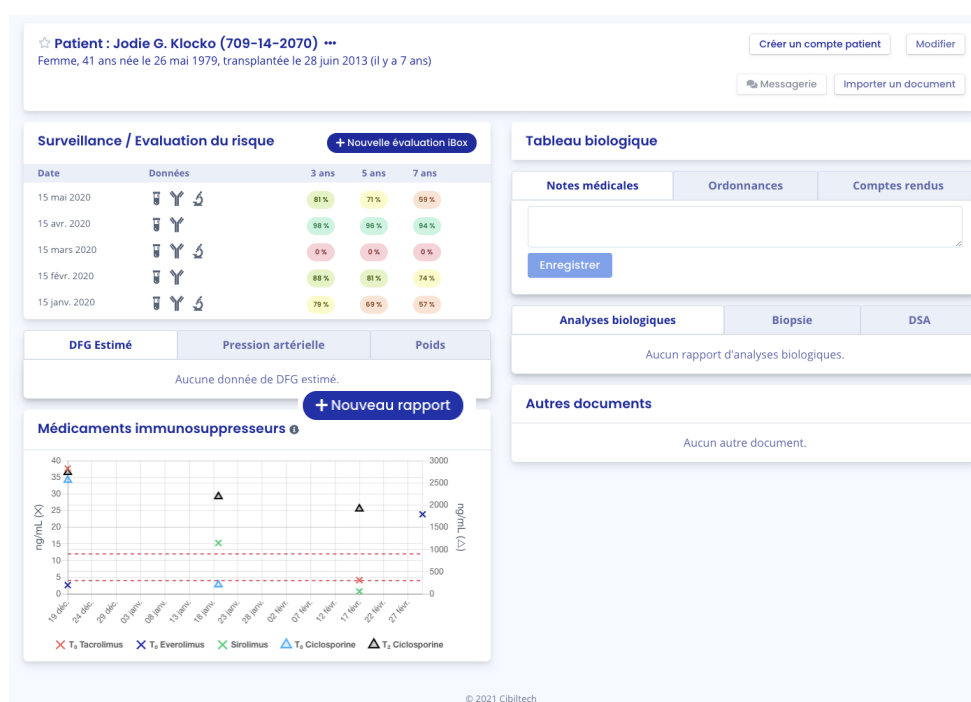 Patient : Jodie G. Klocko (709-14-2070) •••
Femme, 41 ans née le 26 mai 1979, transplantée le 28 juin 2013 (il y a 7 ans)
Créer un compte patient
Modifier
Messagerie
Importer un document
Surveillance / Evaluation du risque
+ Nouvelle évaluation iBox
Date Données 3 ans 5 ans 7 ans
15 mai 2020 81 % 71 % 59 %
15 avr. 2020 98 % 96 % 94 %
15 mars 2020 0 % 0 % 0 %
15 févr. 2020 88 % 81 % 74 %
15 janv. 2020 79 % 69 % 57 %
DFG Estimé Pression artérielle Poids
Aucune donnée de DFG estimé.
+ Nouveau rapport
Médicaments immunosuppresseurs
40
35
30
25
20
15
10
5
0
ng/mL (X)
3000
2500
2000
1500
1000
500
0
ng/mL (△)
19 déc. 24 déc. 29 déc. 03 janv. 08 janv. 13 janv. 18 janv. 23 janv. 28 janv. 02 févr. 07 févr. 12 févr. 17 févr. 22 févr. 27 févr.
T₀ Tacrolimus T₀ Everolimus Sirolimus T₀ Ciclosporine T₂ Ciclosporine
Tableau biologique
Notes médicales Ordonnances Comptes rendus
Enregistrer
Analyses biologiques Biopsie DSA
Aucun rapport d'analyses biologiques.
Autres documents
Aucun autre document.
© 2021 Cibiltech